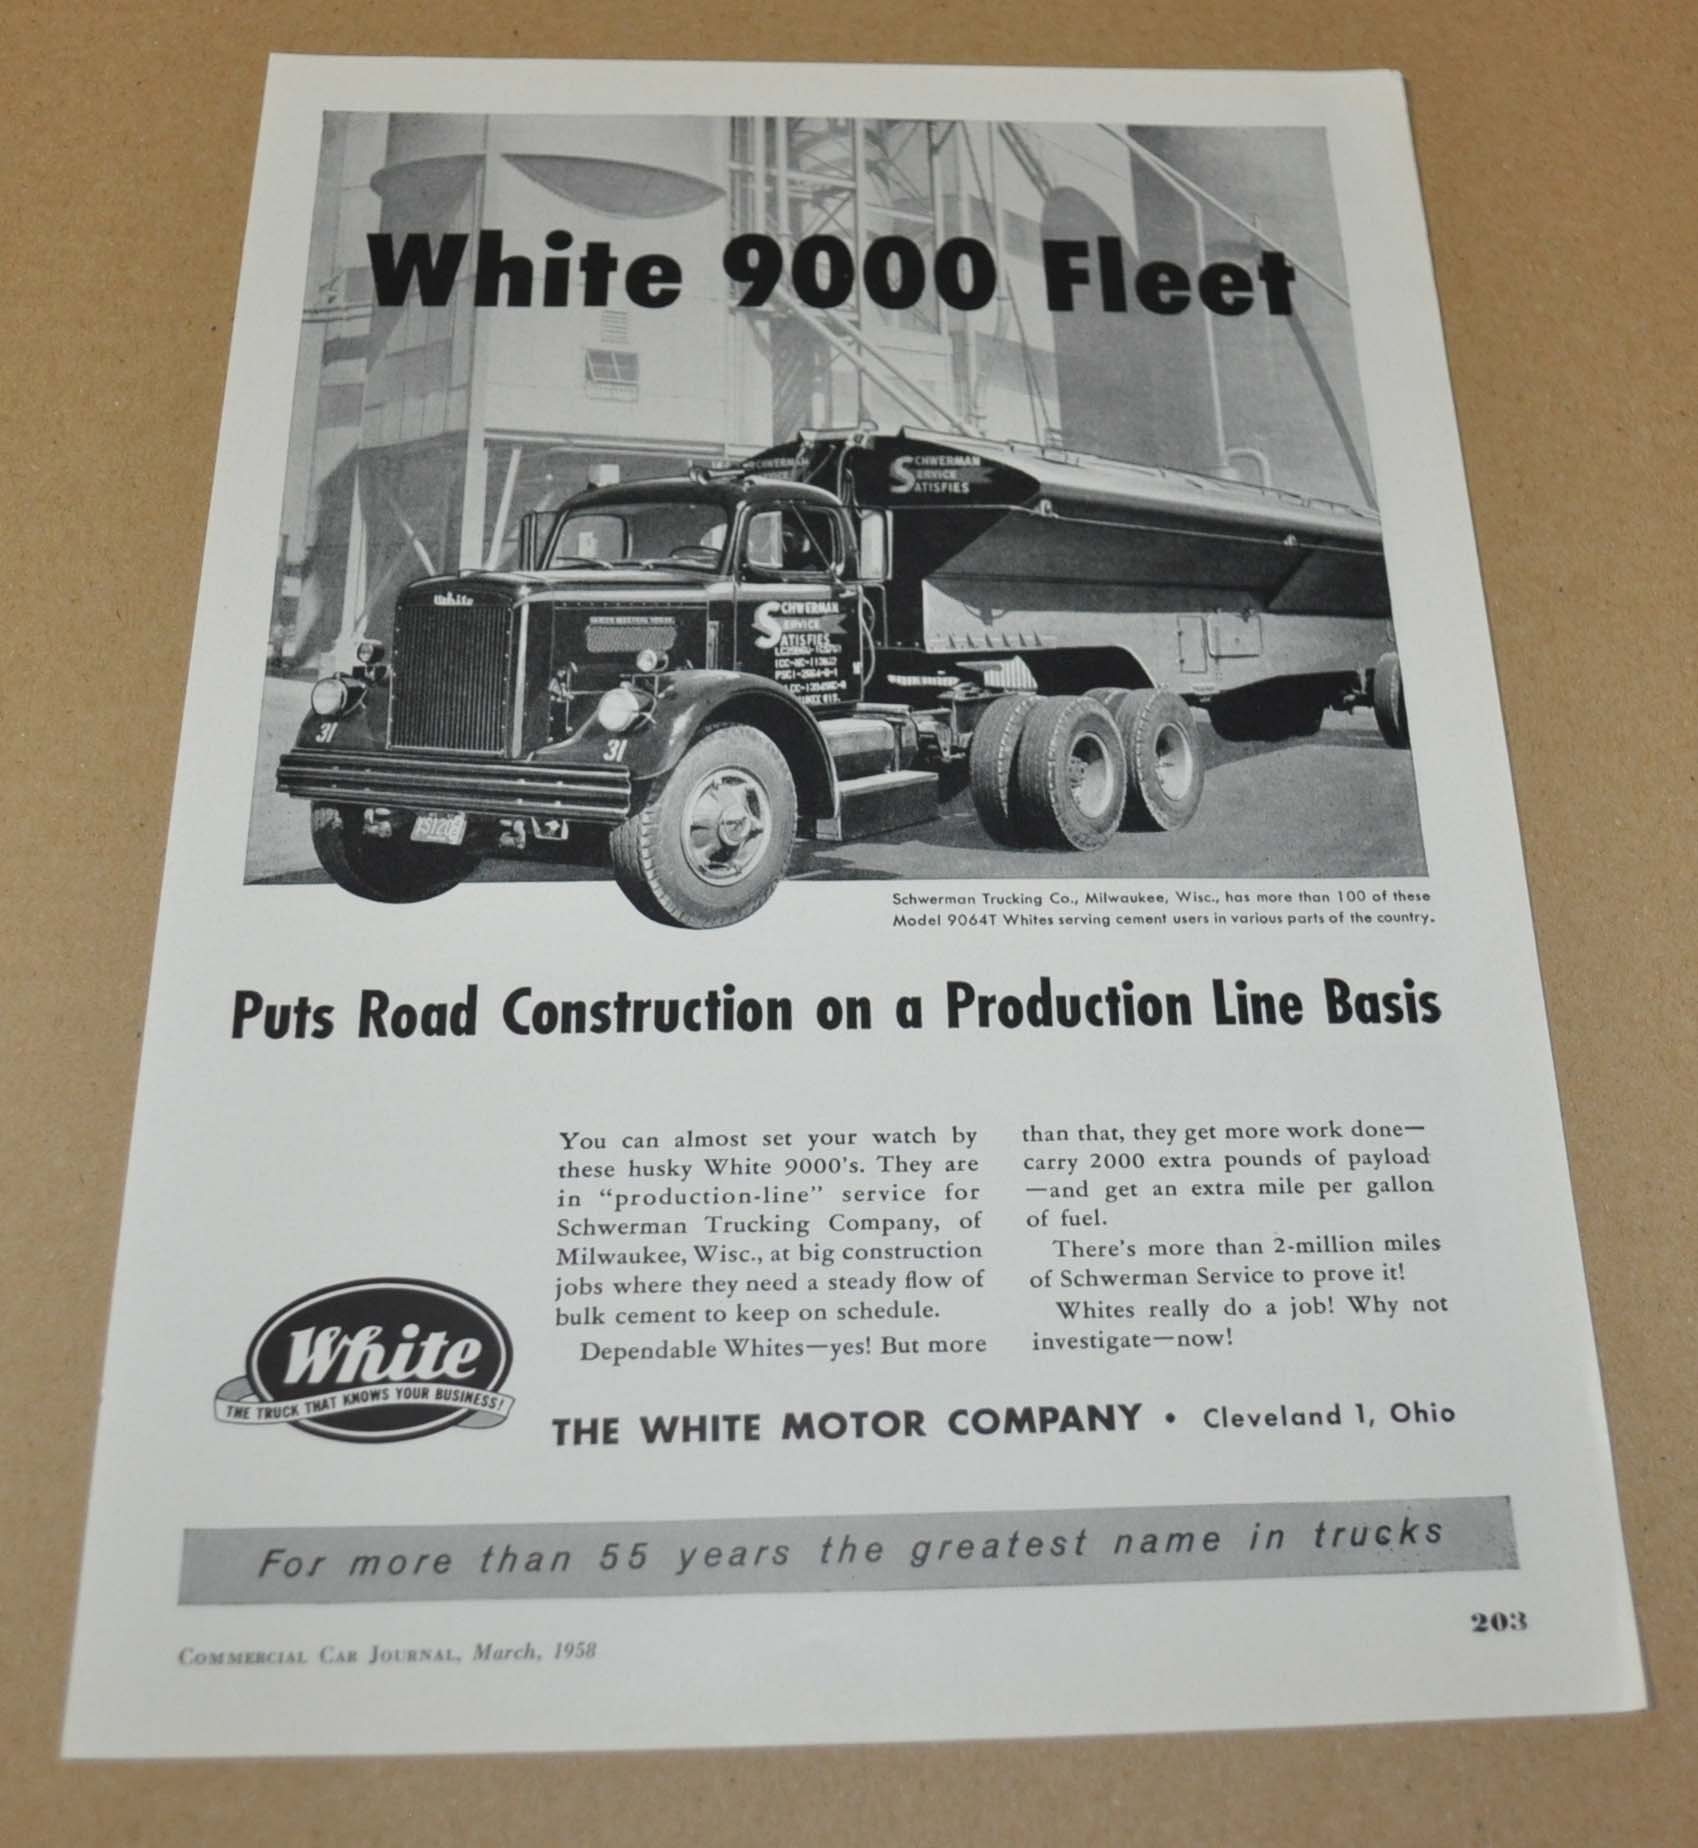 White 9000 Fleet
SCHWERMAN
SERVICE
SATISFIES
White
SCHWERMAN
SERVICE
SATISFIES
31
31
Schwerman Trucking Co., Milwaukee, Wisc., has more than 100 of these
Model 9064T Whites serving cement users in various parts of the country.
Puts Road Construction on a Production Line Basis
You can almost set your watch by
these husky White 9000's. They are
in "production-line" service for
Schwerman Trucking Company, of
Milwaukee, Wisc., at big construction
jobs where they need a steady flow of
bulk cement to keep on schedule.
Dependable Whites—yes! But more
than that, they get more work done—
carry 2000 extra pounds of payload
—and get an extra mile per gallon
of fuel.
There's more than 2-million miles
of Schwerman Service to prove it!
Whites really do a job! Why not
investigate—now!
White
THE TRUCK THAT KNOWS YOUR BUSINESS!
THE WHITE MOTOR COMPANY • Cleveland 1, Ohio
For more than 55 years the greatest name in trucks
203
COMMERCIAL CAR JOURNAL, March, 1958